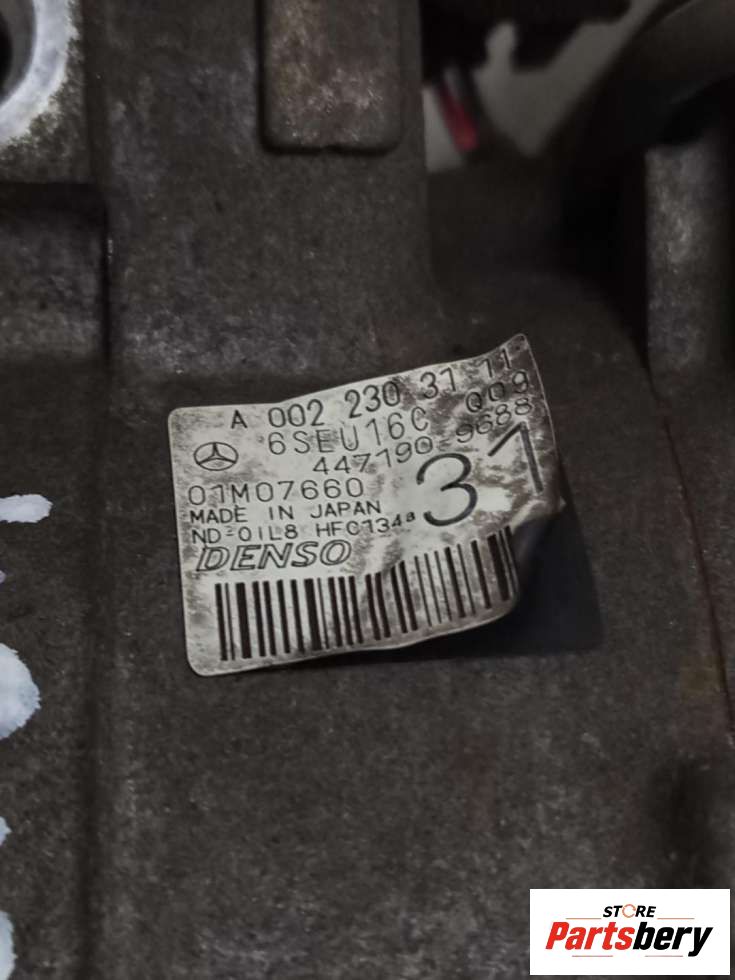 A 002 230 31 11
6SEU16C 009
447190-9688
01M07660
31
MADE IN JAPAN
ND-OIL8 HFC134a
DENSO
STORE
Partsbery